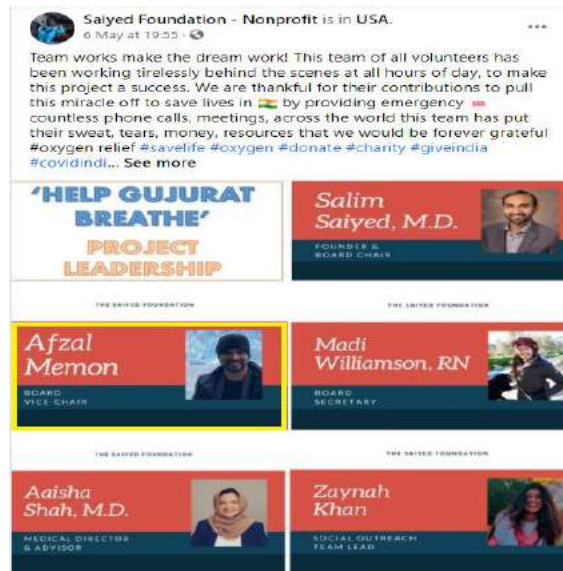 Saiyed Foundation - Nonprofit is in USA.
6 May at 19:55 ·
Team works make the dream work! This team of all volunteers has
been working tirelessly behind the scenes at all hours of day, to make
this project a success. We are thankful for their contributions to pull
this miracle off to save lives in 🇮🇳 by providing emergency 🆘
countless phone calls, meetings, across the world this team has put
their sweat, tears, money, resources that we would be forever grateful
#oxygen relief #savelife #oxygen #donate #charity #giveindia
#covidindi... See more
'HELP GUJURAT
BREATHE'
PROJECT
LEADERSHIP
THE SAIYED FOUNDATION
Salim
Saiyed, M.D.
FOUNDER &
BOARD CHAIR
THE SAIYED FOUNDATION
Afzal
Memon
BOARD
VICE-CHAIR
THE SAIYED FOUNDATION
Madi
Williamson, RN
BOARD
SECRETARY
THE SAIYED FOUNDATION
Aaisha
Shah, M.D.
MEDICAL DIRECTOR
& ADVISOR
Zaynah
Khan
SOCIAL OUTREACH
TEAM LEAD